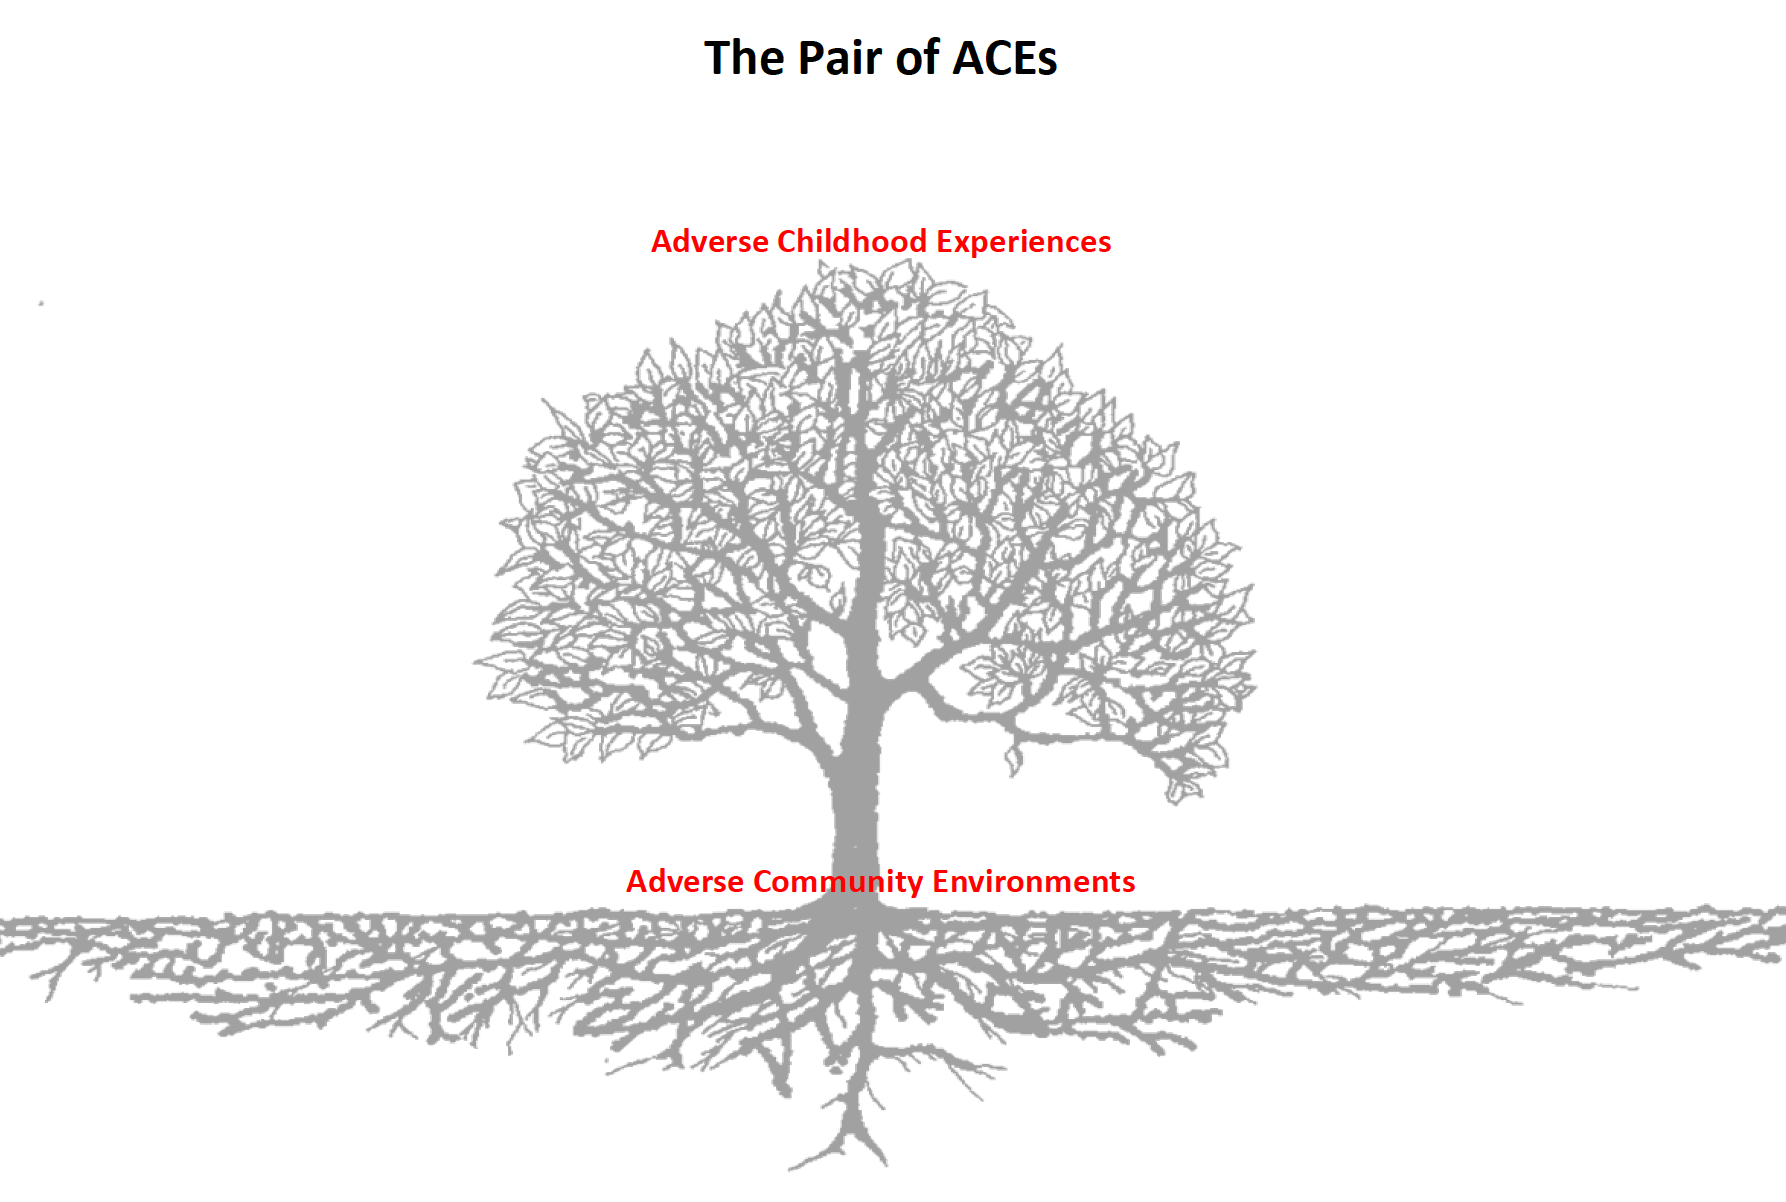 The Pair of ACEs
Adverse Childhood Experiences
Adverse Community Environments